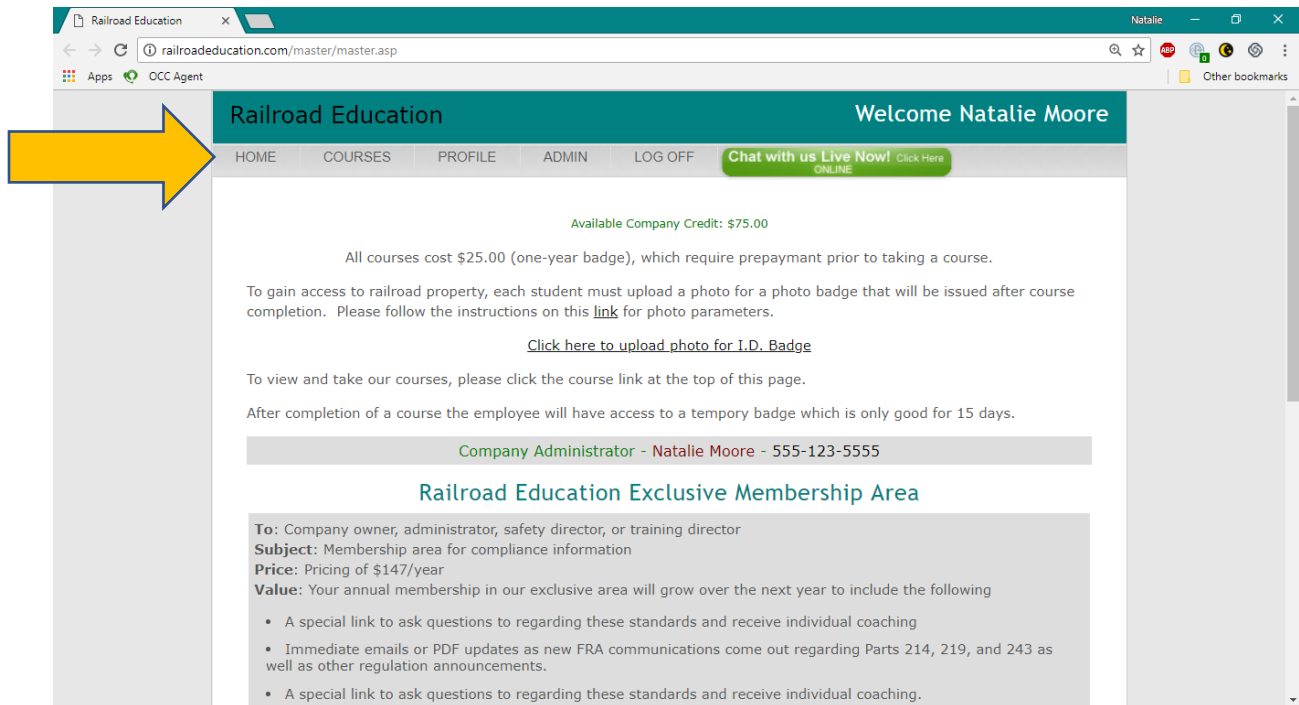 Railroad Education
Natalie
railroadeducation.com/master/master.asp
ABP
0
Apps
OCC Agent
Other bookmarks
Railroad Education
Welcome Natalie Moore
HOME COURSES PROFILE ADMIN LOG OFF
Chat with us Live Now! Click Here
ONLINE
Available Company Credit: $75.00
All courses cost $25.00 (one-year badge), which require prepaymant prior to taking a course.
To gain access to railroad property, each student must upload a photo for a photo badge that will be issued after course
completion. Please follow the instructions on this link for photo parameters.
Click here to upload photo for I.D. Badge
To view and take our courses, please click the course link at the top of this page.
After completion of a course the employee will have access to a tempory badge which is only good for 15 days.
Company Administrator - Natalie Moore - 555-123-5555
Railroad Education Exclusive Membership Area
To: Company owner, administrator, safety director, or training director
Subject: Membership area for compliance information
Price: Pricing of $147/year
Value: Your annual membership in our exclusive area will grow over the next year to include the following
• A special link to ask questions to regarding these standards and receive individual coaching
• Immediate emails or PDF updates as new FRA communications come out regarding Parts 214, 219, and 243 as
well as other regulation announcements.
• A special link to ask questions to regarding these standards and receive individual coaching.